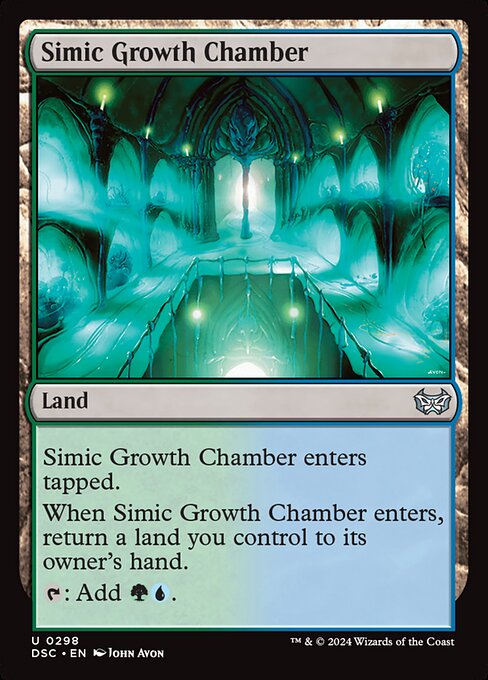 Simic Growth Chamber
AVON–
Land
Simic Growth Chamber enters
tapped.
When Simic Growth Chamber enters,
return a land you control to its
owner's hand.
: Add .
U 0298
DSC • EN John Avon
™ & © 2024 Wizards of the Coast